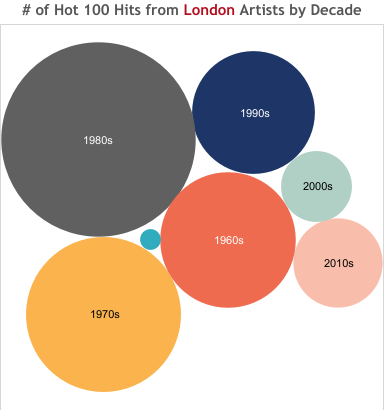 # of Hot 100 Hits from London Artists by Decade
1980s
1990s
2000s
1960s
2010s
1970s